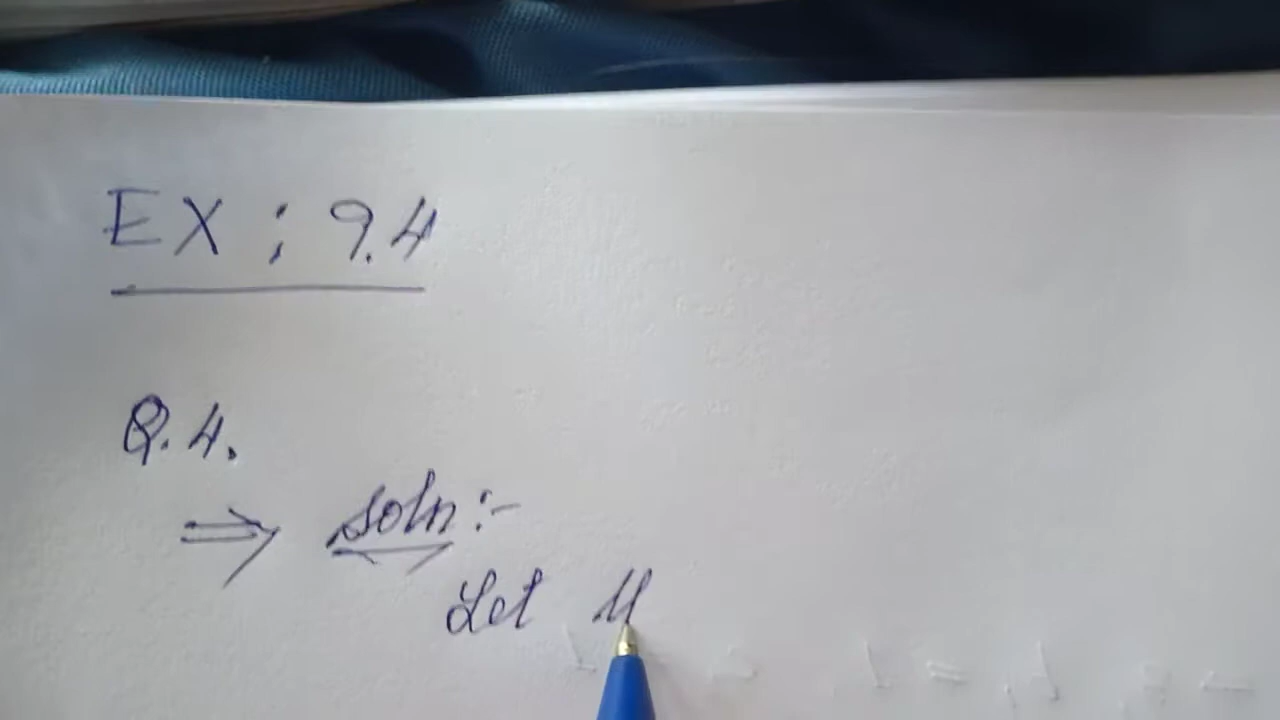 EX : 9.4
Q.4.
⇒ Soln :-
Let